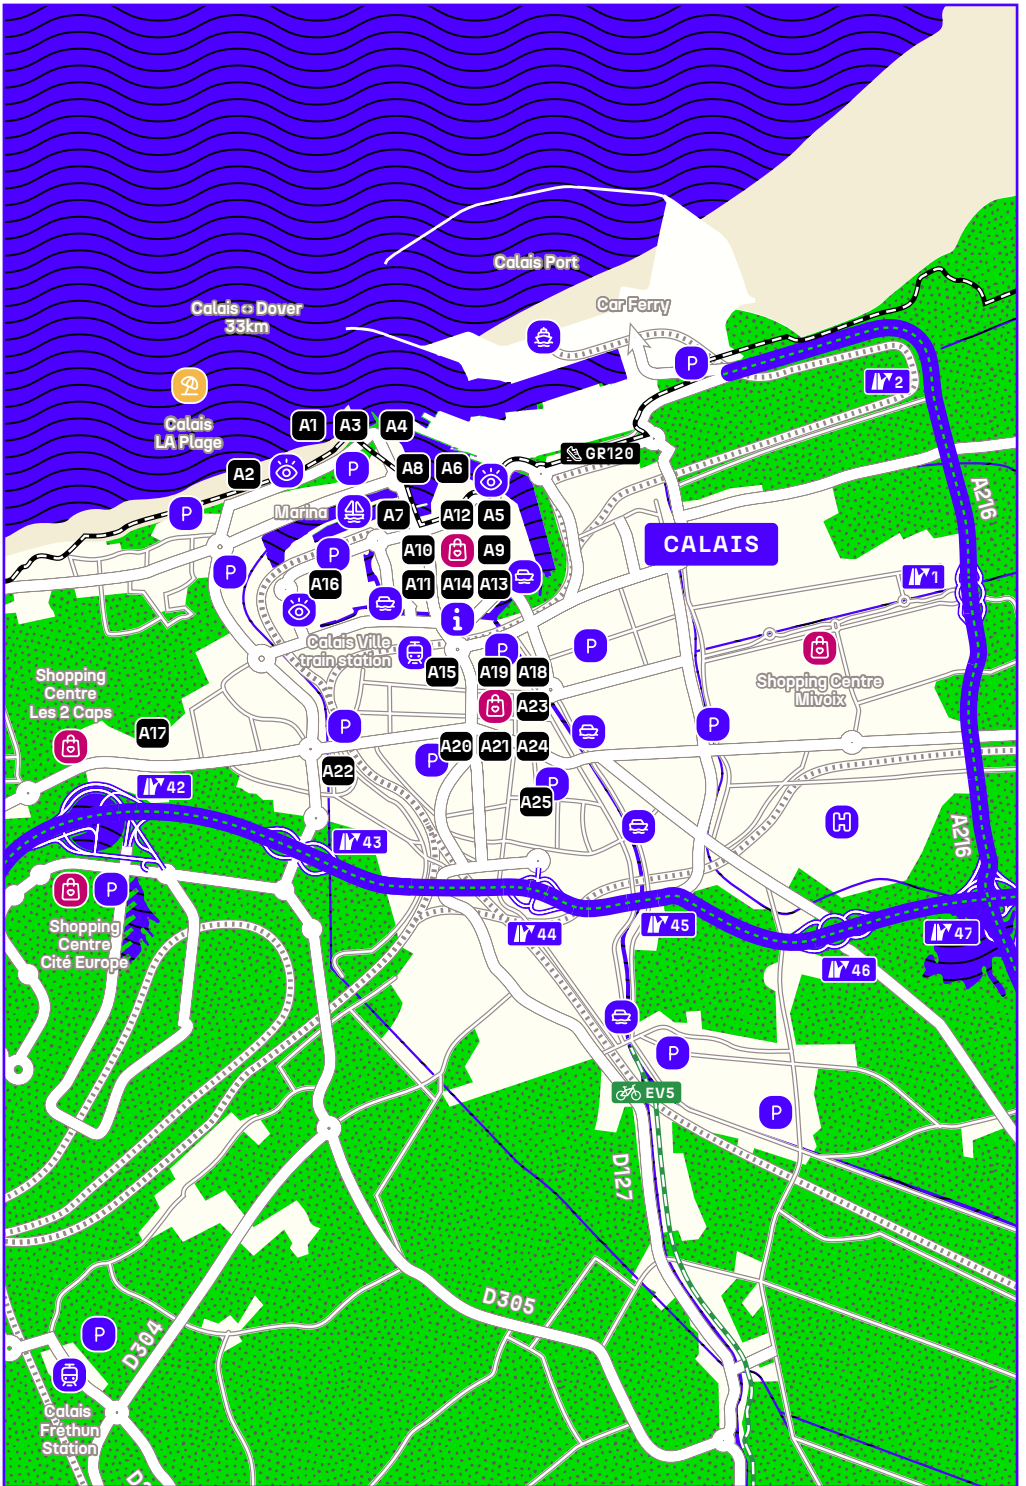 Calais Port
Calais ⇔ Dover
33km
Car Ferry
P
2
Calais
LA Plage
A1
A3
A4
GR120
A2
P
A8
A6
A216
P
Marina
A7
A12
A5
CALAIS
P
A10
A9
P
A16
A11
A14
A13
1
i
Calais Ville
train station
P
P
A15
A19
A18
Shopping Centre
Mivoix
Shopping
Centre
Les 2 Caps
A23
A17
P
P
A20
A21
A24
P
A22
P
42
A25
H
A216
43
P
Shopping
Centre
Cité Europe
44
45
47
46
P
EV5
P
D127
D305
P
D304
Calais
Fréthun
Station